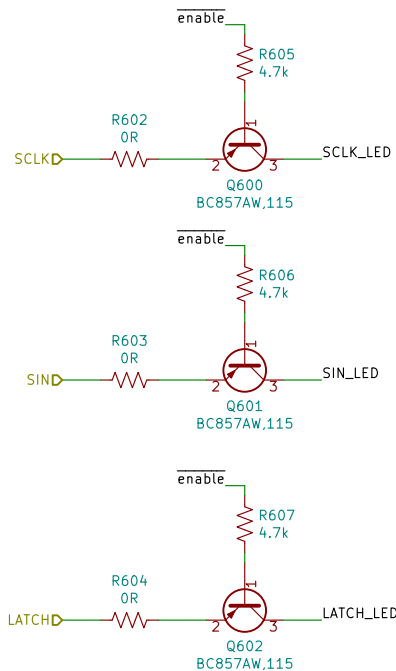 enable
R605
4.7k
R602
0R
1
SCLK
2
3
SCLK_LED
Q600
BC857AW,115
enable
R606
4.7k
R603
0R
1
SIN
2
3
SIN_LED
Q601
BC857AW,115
enable
R607
4.7k
R604
0R
1
LATCH
2
3
LATCH_LED
Q602
BC857AW,115